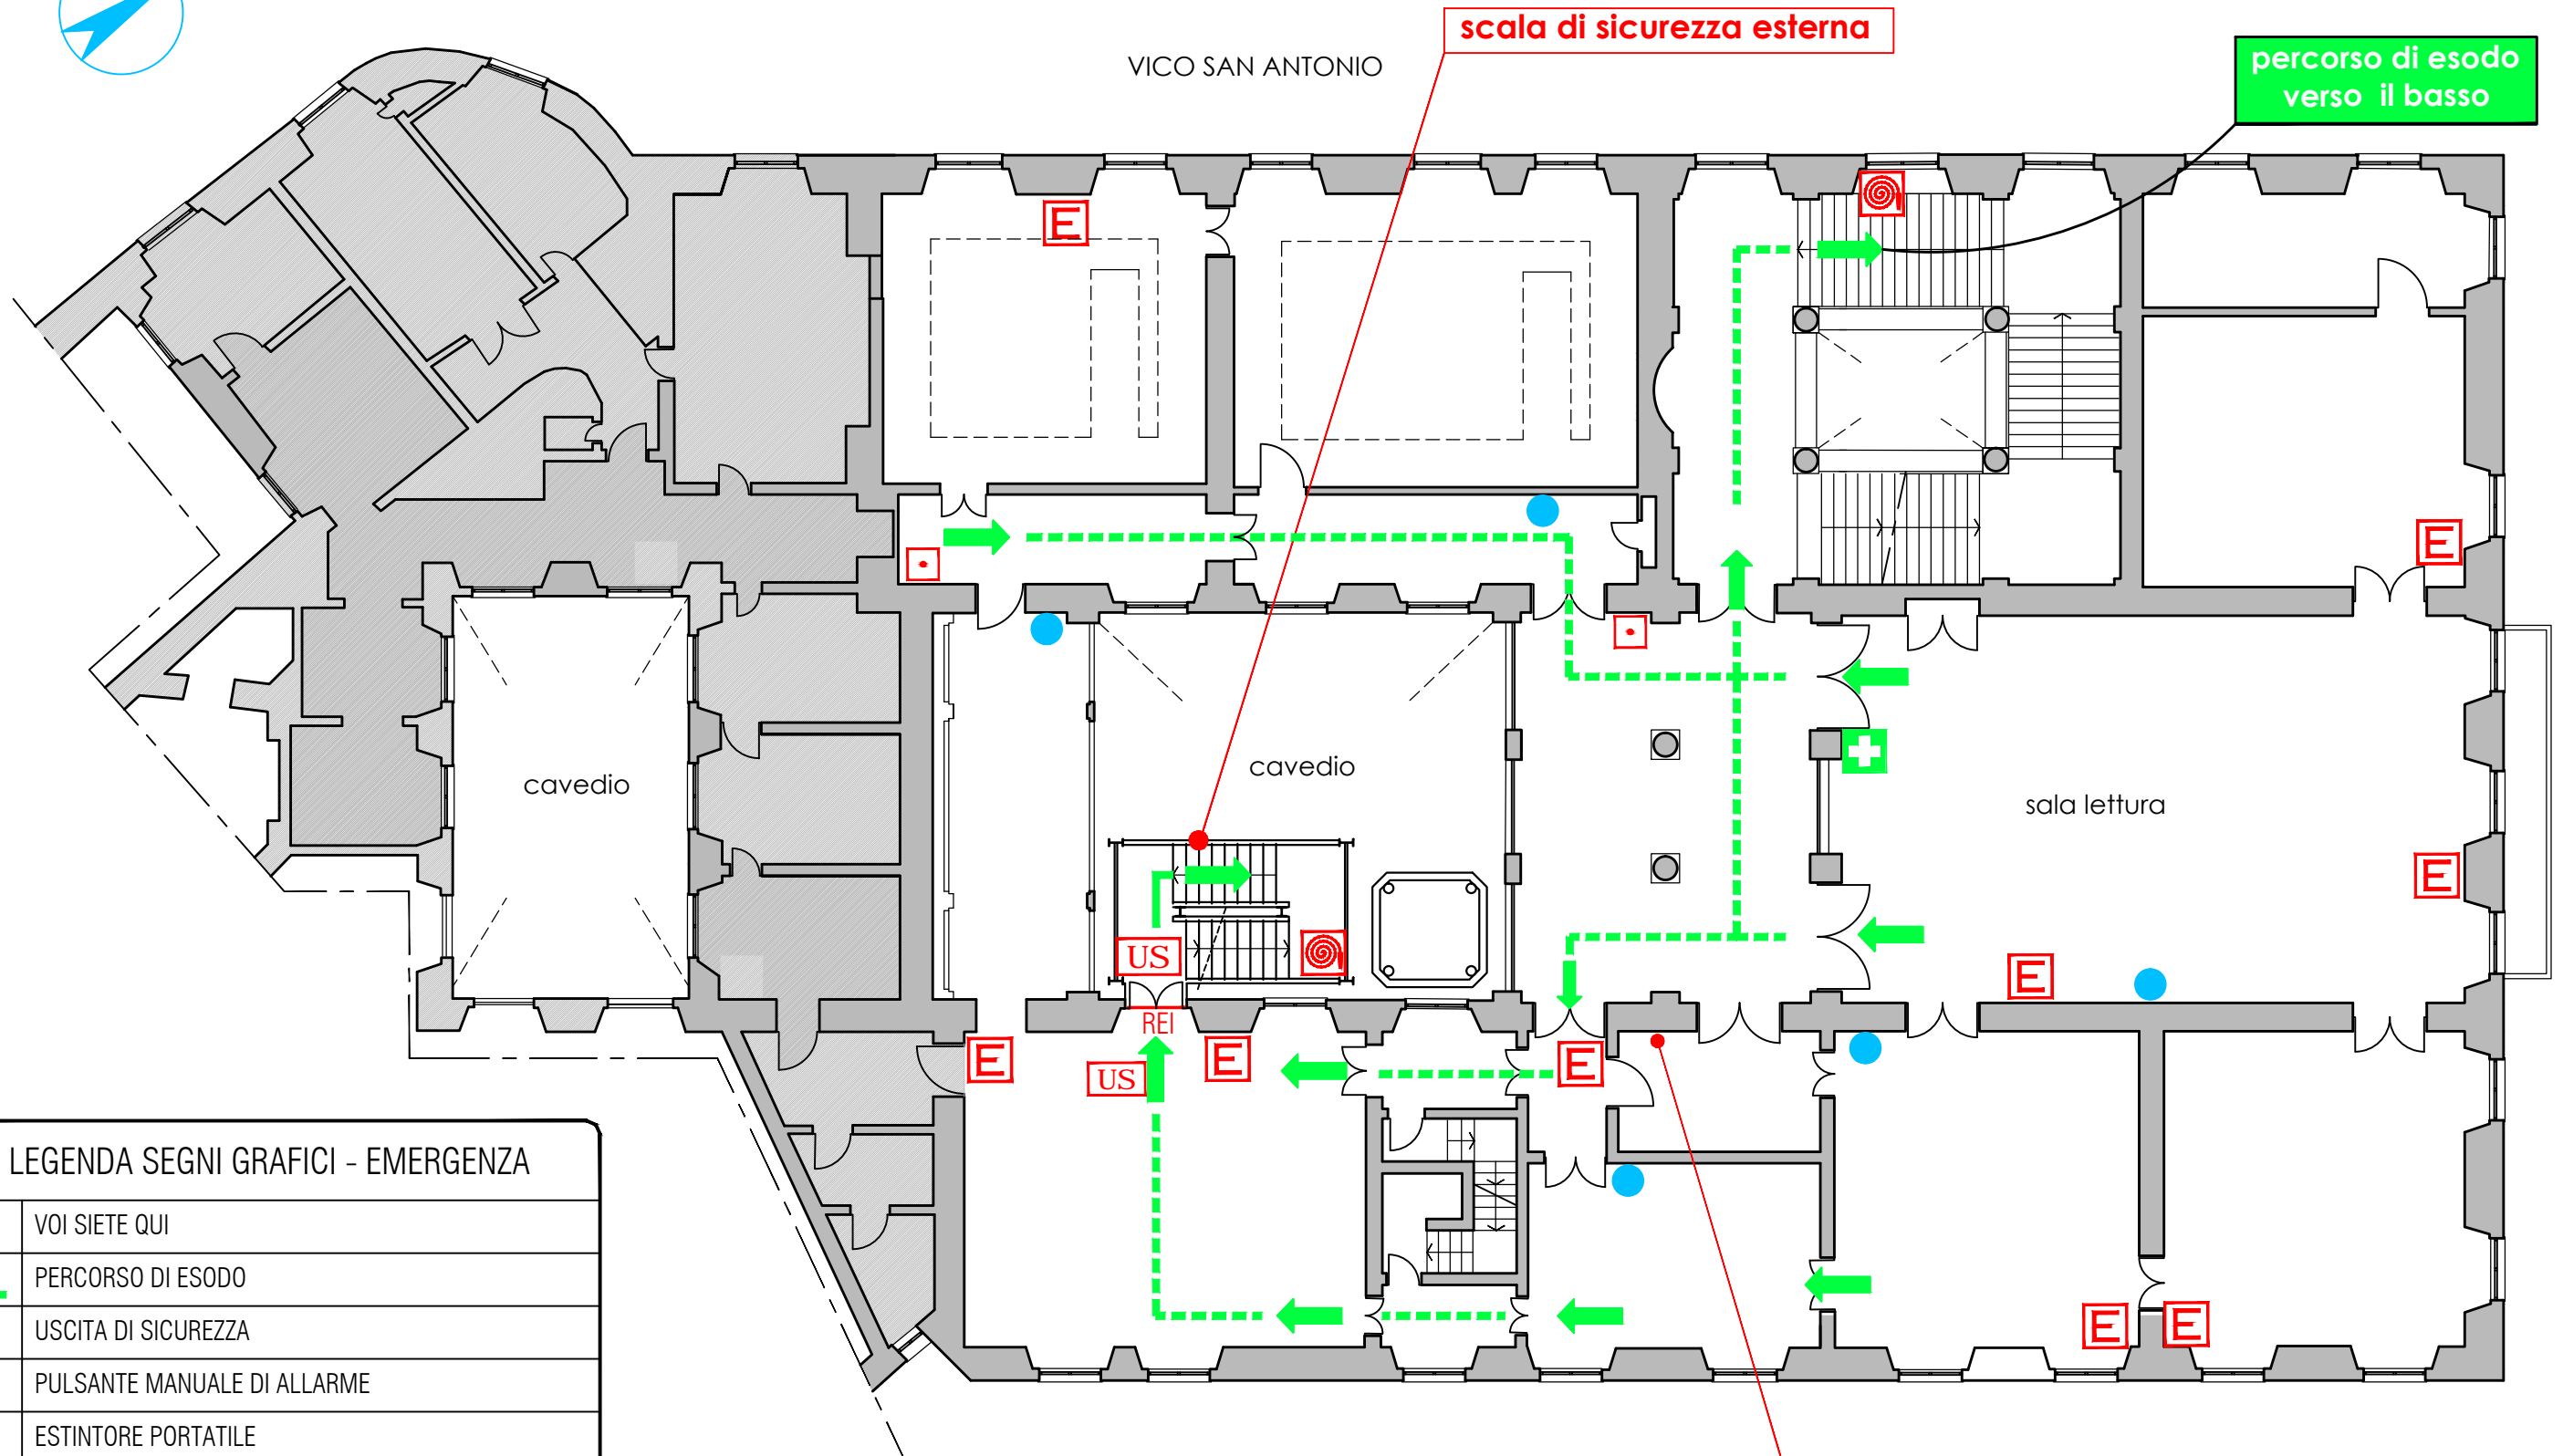 scala di sicurezza esterna
VICO SAN ANTONIO
percorso di esodo
verso il basso
E
E
cavedio
cavedio
sala lettura
E
US
E
REI
E
E
E
US
LEGENDA SEGNI GRAFICI - EMERGENZA
VOI SIETE QUI
PERCORSO DI ESODO
USCITA DI SICUREZZA
PULSANTE MANUALE DI ALLARME
ESTINTORE PORTATILE
E
E